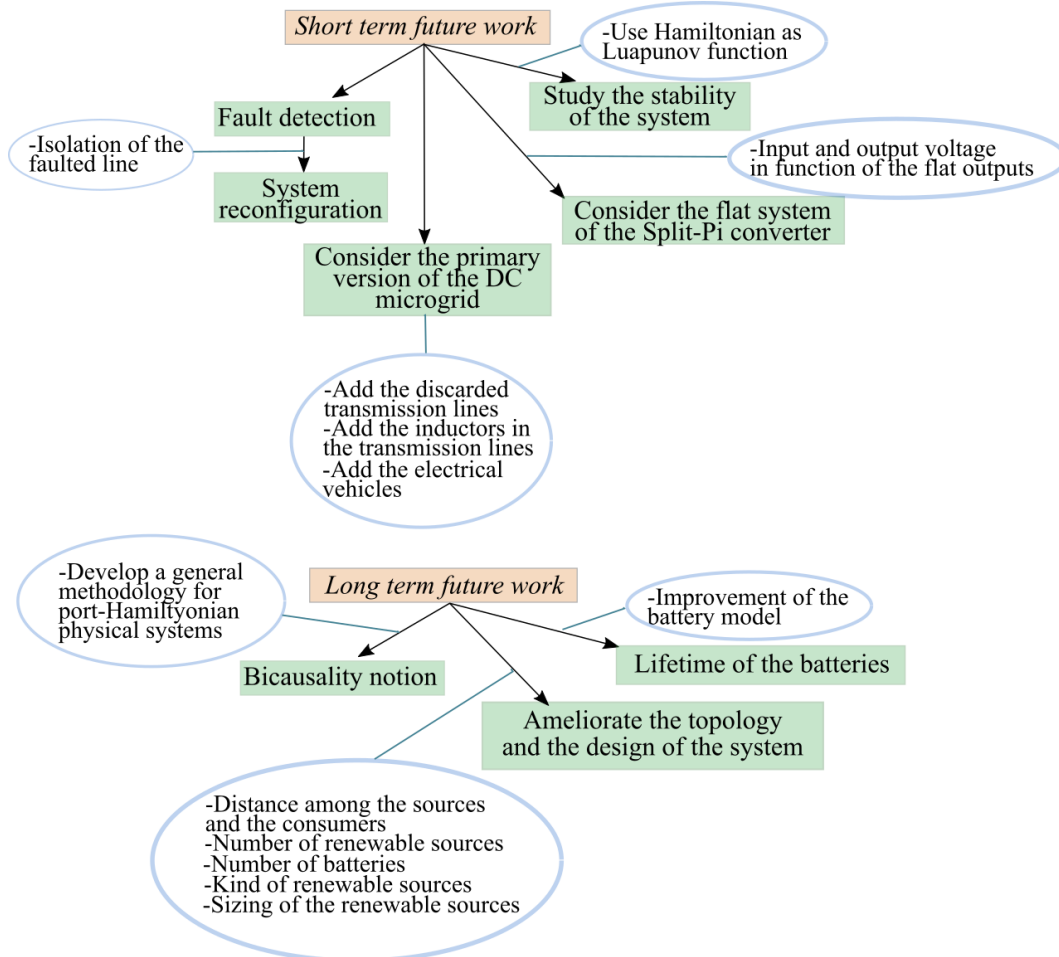 Short term future work
-Use Hamiltonian as
Luapunov function
Fault detection
Study the stability
of the system
-Isolation of the
faulted line
-Input and output voltage
in function of the flat outputs
System
reconfiguration
Consider the flat system
of the Split-Pi converter
Consider the primary
version of the DC
microgrid
-Add the discarded
transmission lines
-Add the inductors in
the transmission lines
-Add the electrical
vehicles
-Develop a general
methodology for
port-Hamiltyonian
physical systems
Long term future work
-Improvement of the
battery model
Bicausality notion
Lifetime of the batteries
Ameliorate the topology
and the design of the system
-Distance among the sources
and the consumers
-Number of renewable sources
-Number of batteries
-Kind of renewable sources
-Sizing of the renewable sources